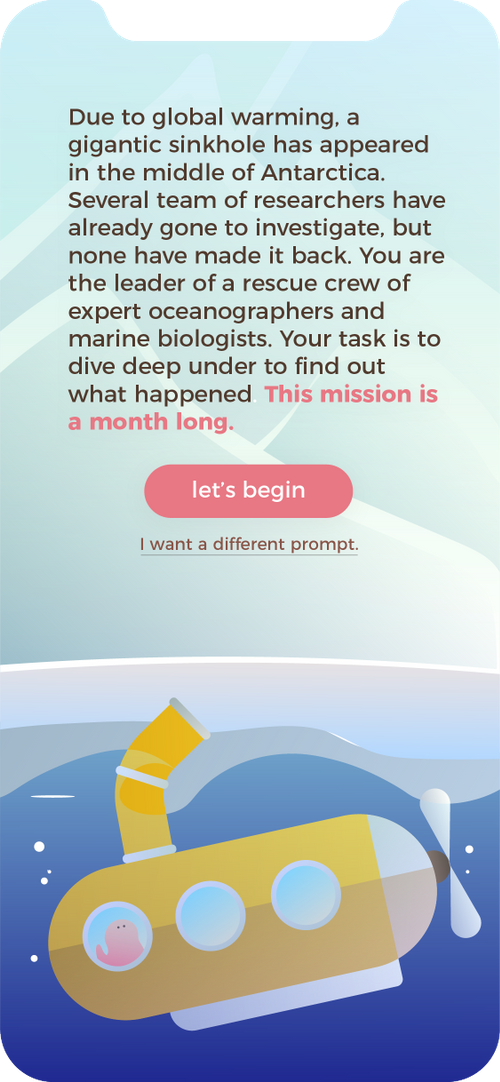 Due to global warming, a
gigantic sinkhole has appeared
in the middle of Antarctica.
Several team of researchers have
already gone to investigate, but
none have made it back. You are
the leader of a rescue crew of
expert oceanographers and
marine biologists. Your task is to
dive deep under to find out
what happened. This mission is
a month long.
let's begin
I want a different prompt.